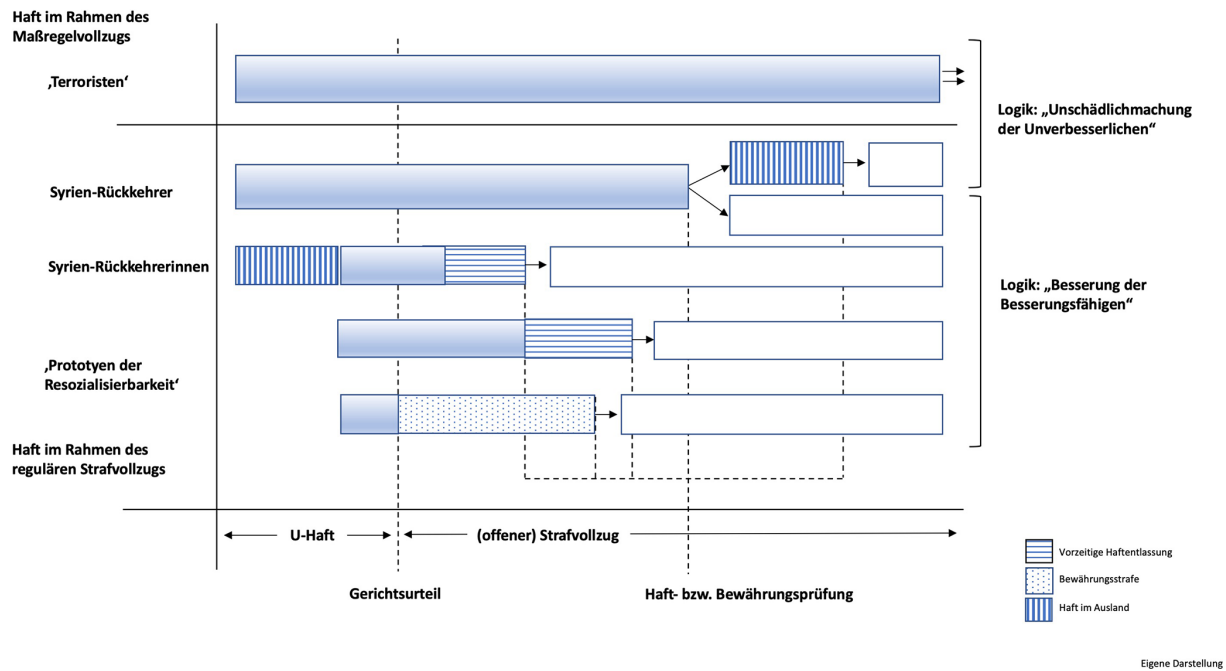 Haft im Rahmen des
Maßregelvollzugs
‚Terroristen‘
Logik: „Unschädlichmachung
der Unverbesserlichen“
Syrien-Rückkehrer
Syrien-Rückkehrerinnen
Logik: „Besserung der
Besserungsfähigen“
‚Prototyen der
Resozialisierbarkeit‘
Haft im Rahmen des
regulären Strafvollzugs
U-Haft
(offener) Strafvollzug
Gerichtsurteil
Haft- bzw. Bewährungsprüfung
Vorzeitige Haftentlassung
Bewährungsstrafe
Haft im Ausland
Eigene Darstellung